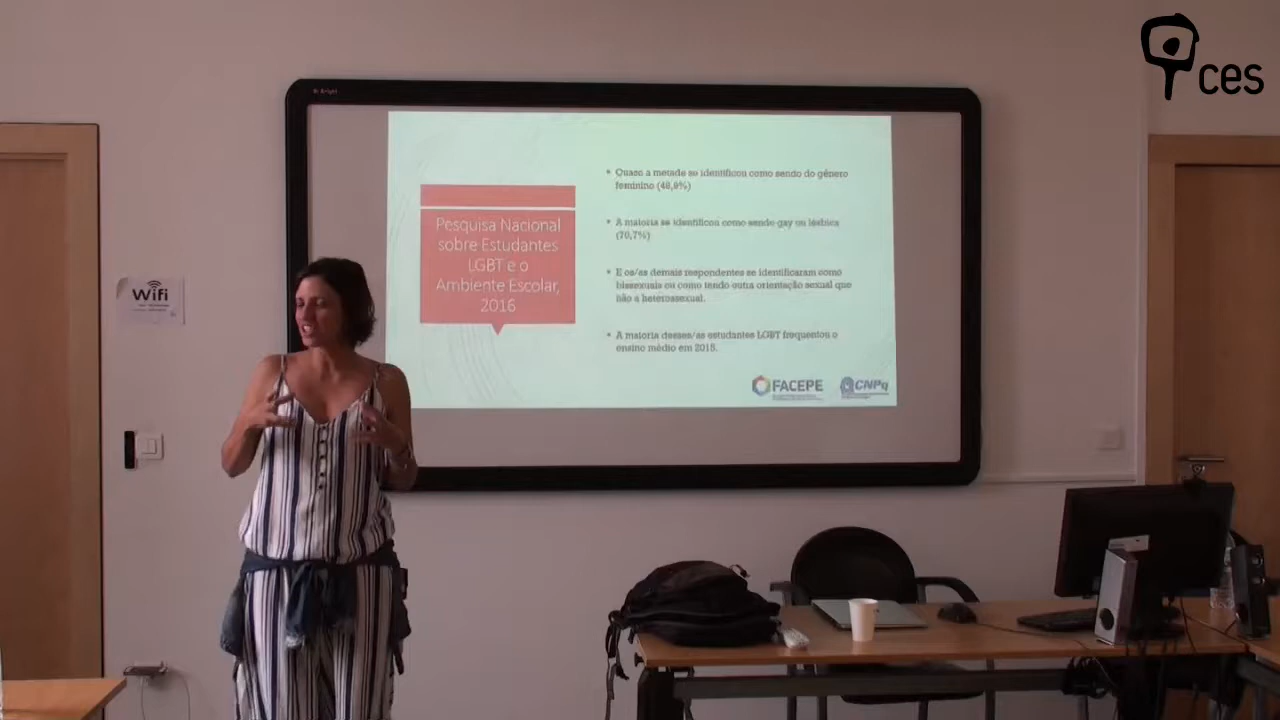 ces
Wifi
Pesquisa Nacional
sobre Estudantes
LGBT e o
Ambiente Escolar,
2016
• Quase a metade se identificou como sendo do gênero
feminino (48,9%)
• A maioria se identificou como sendo gay ou lésbica
(70,7%)
• E os/as demais respondentes se identificaram como
bissexuais ou como tendo outra orientação sexual que
não a heterossexual.
• A maioria desses/as estudantes LGBT frequentou o
ensino médio em 2015.
FACEPE
CNPq